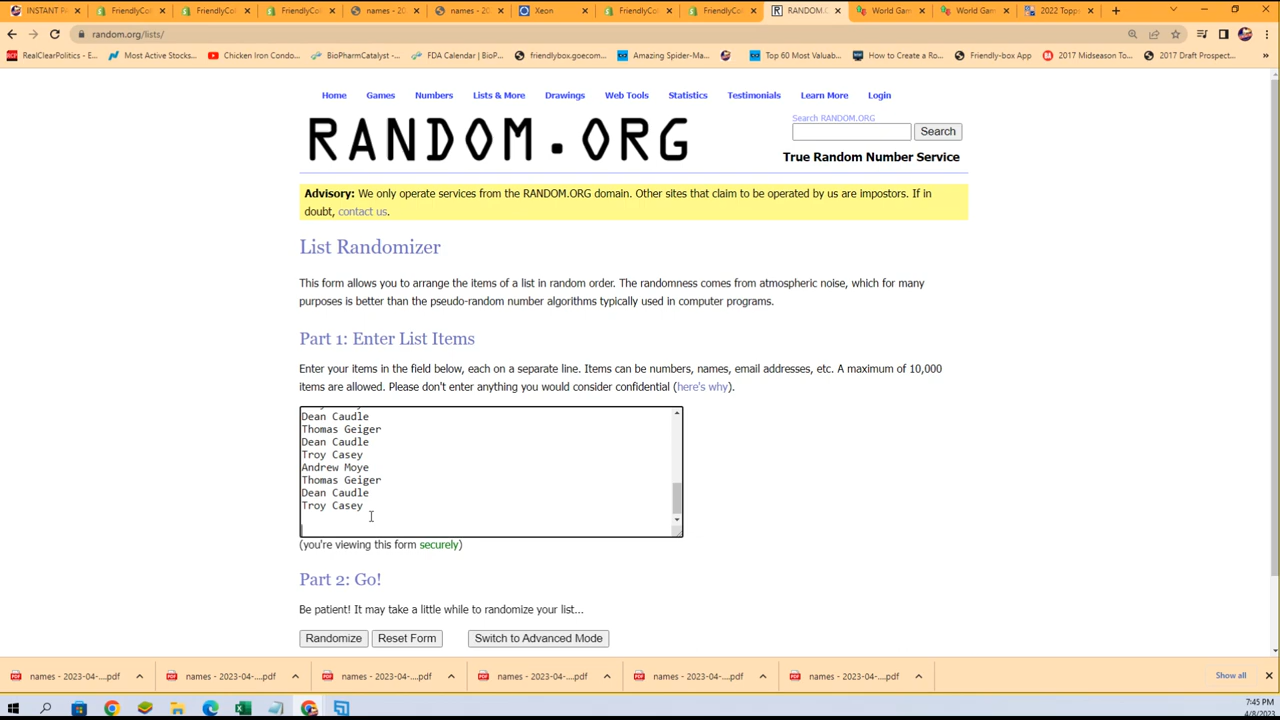 INSTANT P
FriendlyCo
FriendlyCo
FriendlyCo
names - 20
names - 20
Xeon
FriendlyCo
FriendlyCo
RANDOM.O
World Gam
World Gam
2022 Topp
random.org/lists/
RealClearPolitics - E...
Most Active Stocks...
Chicken Iron Condo...
BioPharmCatalyst -...
FDA Calendar | BioP...
friendlybox.goecom...
Amazing Spider-Ma...
Top 60 Most Valuab...
How to Create a Ro...
Friendly-box App
2017 Midseason To...
2017 Draft Prospect...
Home Games Numbers Lists & More Drawings Web Tools Statistics Testimonials Learn More Login
RANDOM.ORG
Search RANDOM.ORG
Search
True Random Number Service
Advisory: We only operate services from the RANDOM.ORG domain. Other sites that claim to be operated by us are impostors. If in
doubt, contact us.
List Randomizer
This form allows you to arrange the items of a list in random order. The randomness comes from atmospheric noise, which for many
purposes is better than the pseudo-random number algorithms typically used in computer programs.
Part 1: Enter List Items
Enter your items in the field below, each on a separate line. Items can be numbers, names, email addresses, etc. A maximum of 10,000
items are allowed. Please don't enter anything you would consider confidential (here's why).
Dean Caudle
Thomas Geiger
Dean Caudle
Troy Casey
Andrew Moye
Thomas Geiger
Dean Caudle
Troy Casey
(you're viewing this form securely)
Part 2: Go!
Be patient! It may take a little while to randomize your list...
Randomize Reset Form Switch to Advanced Mode
names - 2023-04-....pdf
names - 2023-04-....pdf
names - 2023-04-....pdf
names - 2023-04-....pdf
names - 2023-04-....pdf
names - 2023-04-....pdf
Show all
7:45 PM
4/8/2023